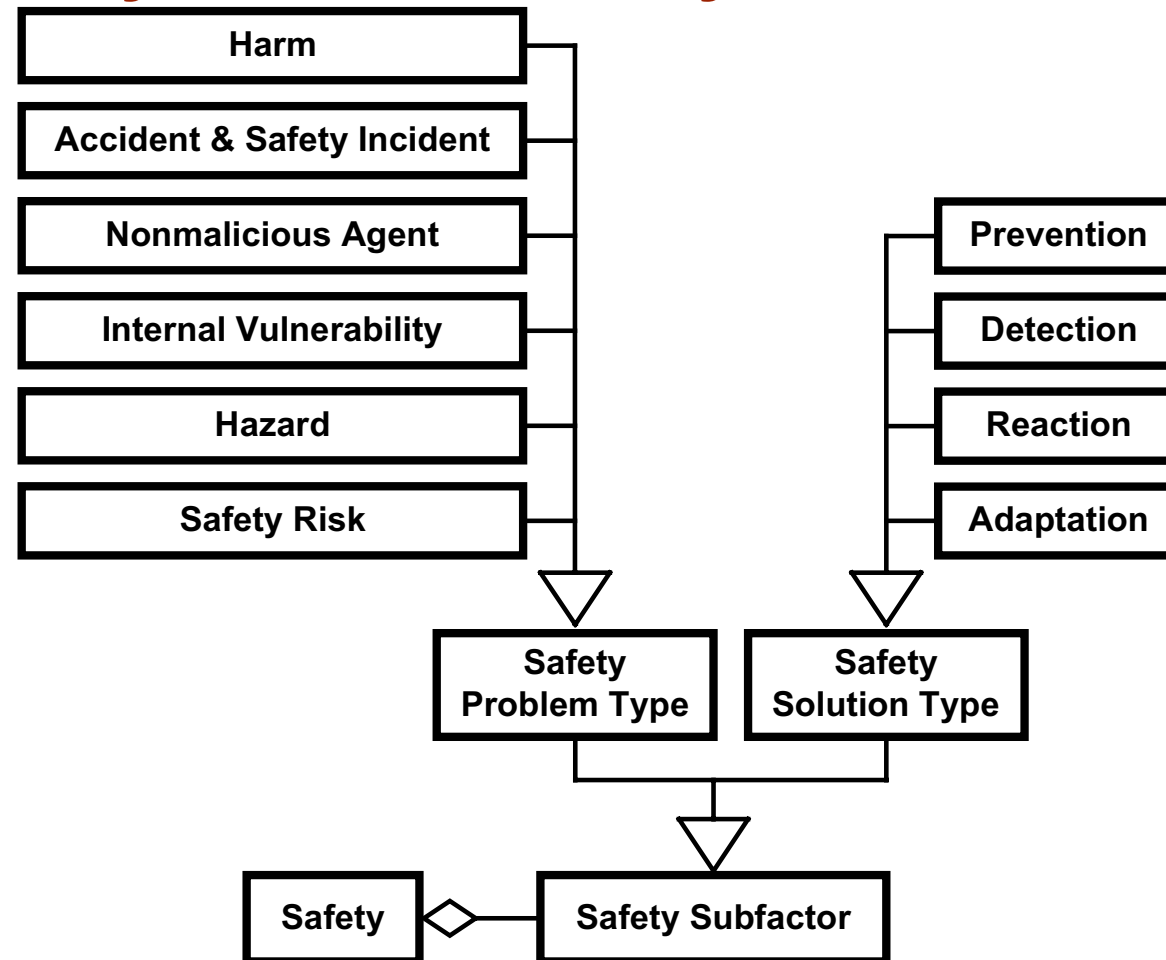 Harm
Accident & Safety Incident
Nonmalicious Agent
Internal Vulnerability
Hazard
Safety Risk
Prevention
Detection
Reaction
Adaptation
Safety
Problem Type
Safety
Solution Type
Safety
Safety Subfactor